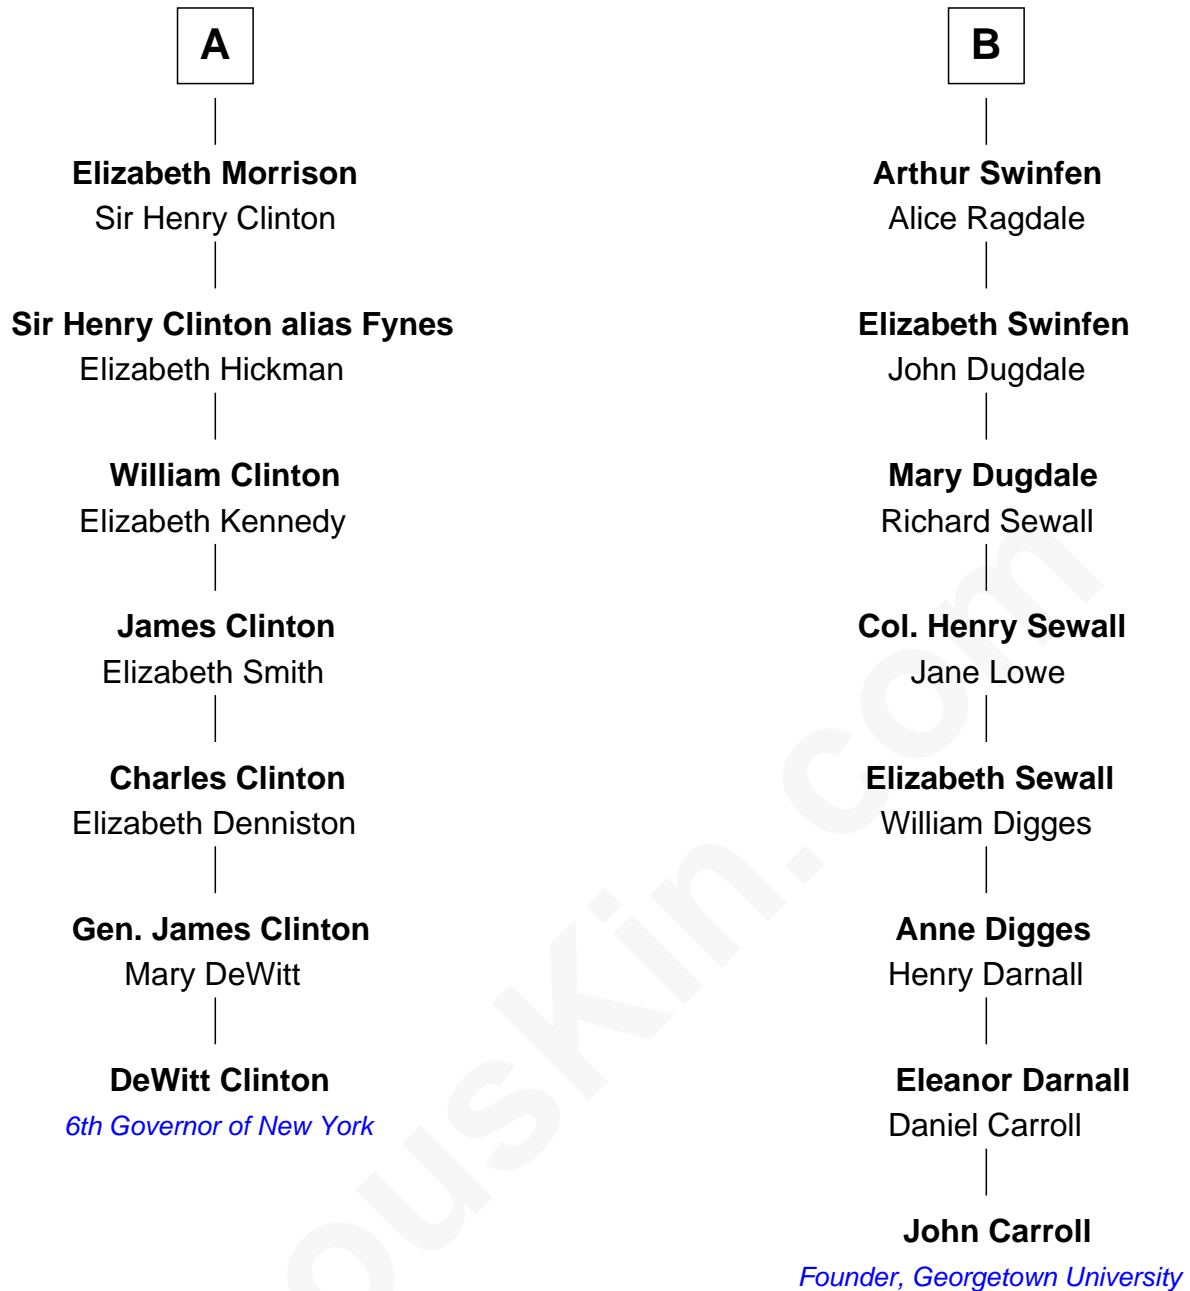 A
Elizabeth Morrison
Sir Henry Clinton
Sir Henry Clinton alias Fynes
Elizabeth Hickman
William Clinton
Elizabeth Kennedy
James Clinton
Elizabeth Smith
Charles Clinton
Elizabeth Denniston
Gen. James Clinton
Mary DeWitt
DeWitt Clinton
6th Governor of New York
B
Arthur Swinfen
Alice Ragdale
Elizabeth Swinfen
John Dugdale
Mary Dugdale
Richard Sewall
Col. Henry Sewall
Jane Lowe
Elizabeth Sewall
William Digges
Anne Digges
Henry Darnall
Eleanor Darnall
Daniel Carroll
John Carroll
Founder, Georgetown University
ousKin.com